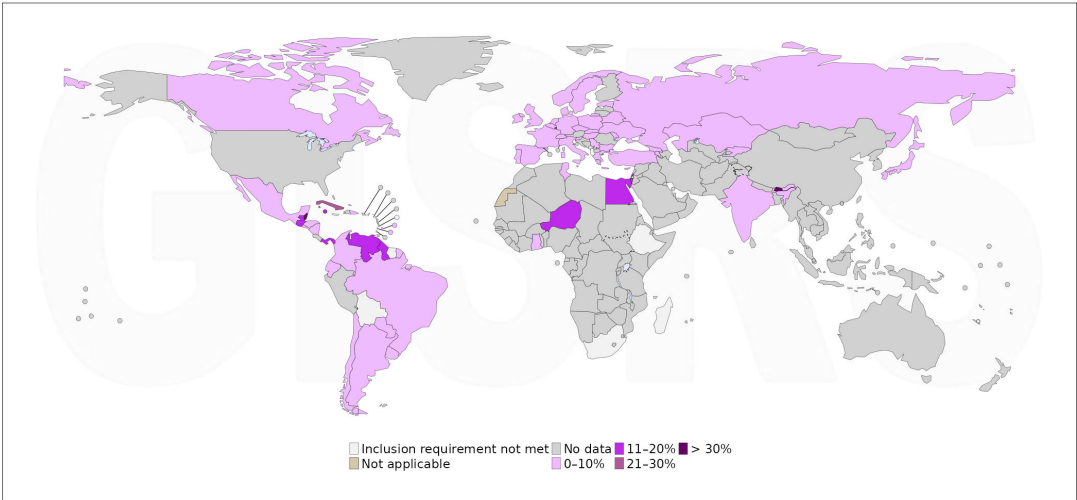 GISRS
Inclusion requirement not met No data 11–20% > 30%
Not applicable 0–10% 21–30%